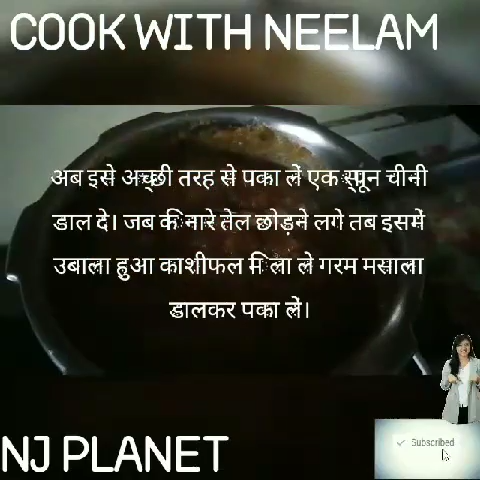 COOK WITH NEELAM
अब इसे अच्छी तरह से पका लें एक स्पून चीनी
डाल दे। जब किनारे तेल छोड़ने लगे तब इसमें
उबाला हुआ काशीफल मिला ले गरम मसाला
डालकर पका लें।
Subscribed
NJ PLANET